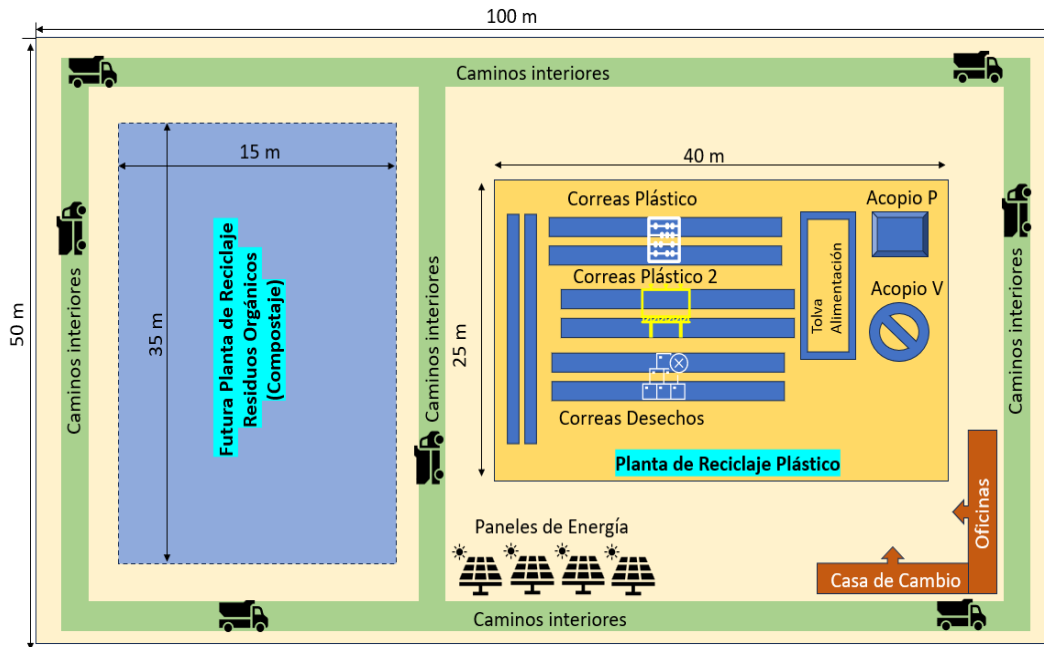 100 m
Caminos interiores
15 m
40 m
Correas Plástico
Acopio P
Futura Planta de Reciclaje
Residuos Orgánicos
(Compostaje)
Caminos interiores
35 m
50 m
Caminos interiores
25 m
Correas Plástico 2
Tolva
Alimentación
Acopio V
Caminos interiores
Correas Desechos
Planta de Reciclaje Plástico
Paneles de Energía
Oficinas
Casa de Cambio
Caminos interiores